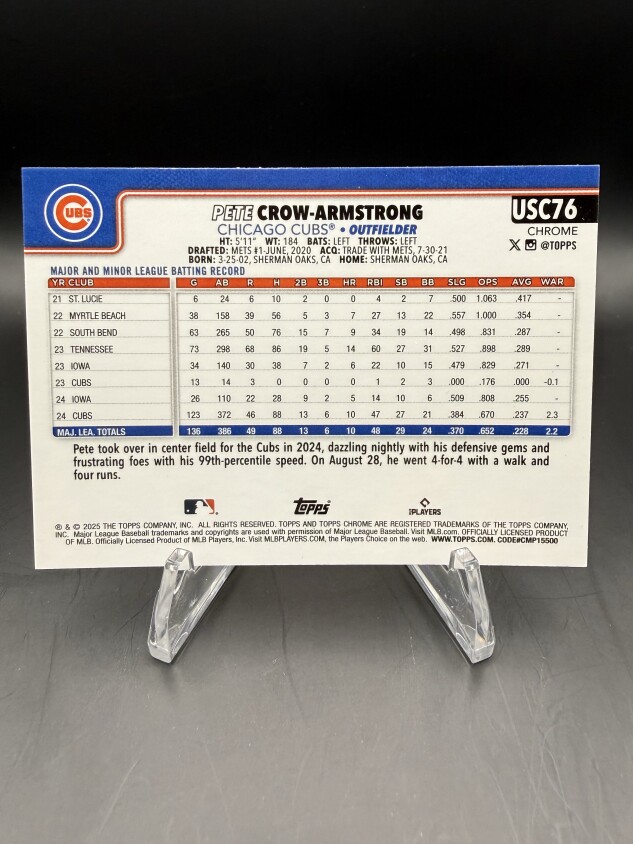 CUBS
PETE CROW-ARMSTRONG
USC76
CHICAGO CUBS® • OUTFIELDER
CHROME
HT: 5'11" WT: 184 BATS: LEFT THROWS: LEFT
@TOPPS
DRAFTED: METS #1-JUNE, 2020 ACQ: TRADE WITH METS, 7-30-21
BORN: 3-25-02, SHERMAN OAKS, CA HOME: SHERMAN OAKS, CA
MAJOR AND MINOR LEAGUE BATTING RECORD
YR CLUB G AB R H 2B 3B HR RBI SB BB SLG OPS AVG WAR
21 ST. LUCIE 6 24 6 10 2 0 0 4 2 7 .500 1.063 .417 -
22 MYRTLE BEACH 38 158 39 56 5 3 7 27 13 22 .557 1.000 .354 -
22 SOUTH BEND 63 265 50 76 15 7 9 34 19 14 .498 .831 .287 -
23 TENNESSEE 73 298 68 86 19 5 14 60 27 31 .527 .898 .289 -
23 IOWA 34 140 30 38 7 2 6 22 10 15 .479 .829 .271 -
23 CUBS 13 14 3 0 0 0 0 1 2 3 .000 .176 .000 -0.1
24 IOWA 26 110 22 28 9 2 5 14 10 6 .509 .808 .255 -
24 CUBS 123 372 46 88 13 6 10 47 27 21 .384 .670 .237 2.3
MAJ. LEA. TOTALS 136 386 49 88 13 6 10 48 29 24 .370 .652 .228 2.2
Pete took over in center field for the Cubs in 2024, dazzling nightly with his defensive gems and
frustrating foes with his 99th-percentile speed. On August 28, he went 4-for-4 with a walk and
four runs.
Topps
PLAYERS
® & © 2025 THE TOPPS COMPANY, INC. ALL RIGHTS RESERVED. TOPPS AND TOPPS CHROME ARE REGISTERED TRADEMARKS OF THE TOPPS COMPANY,
INC. Major League Baseball trademarks and copyrights are used with permission of Major League Baseball. Visit MLB.com. OFFICIALLY LICENSED PRODUCT
OF MLB. Officially Licensed Product of MLB Players, Inc. Visit MLBPLAYERS.COM, the Players Choice on the web. WWW.TOPPS.COM. CODE#CMP15500